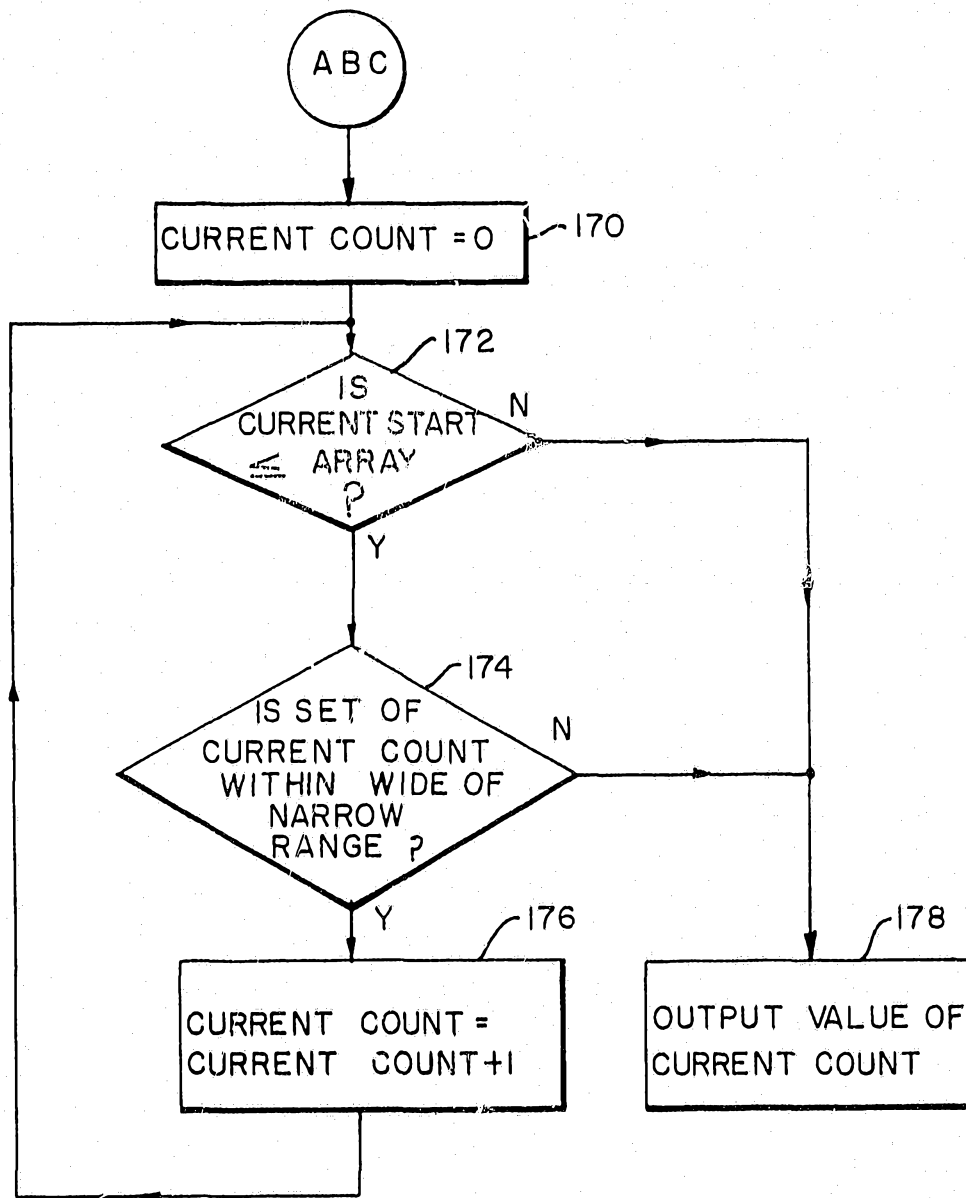 ABC
CURRENT COUNT = 0
170
172
IS
CURRENT START
≤ ARRAY
?
N
Y
174
IS SET OF
CURRENT COUNT
WITHIN WIDE OF
NARROW
RANGE ?
N
Y
176
CURRENT COUNT =
CURRENT COUNT+1
178
OUTPUT VALUE OF
CURRENT COUNT